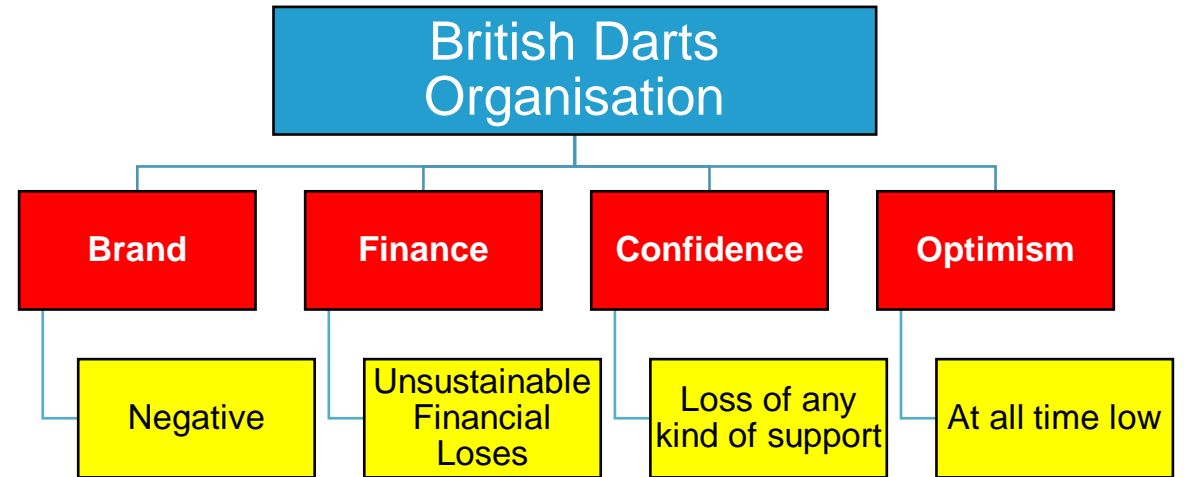 British Darts
Organisation
Brand
Finance
Confidence
Optimism
Negative
Unsustainable
Financial
Loses
Loss of any
kind of support
At all time low